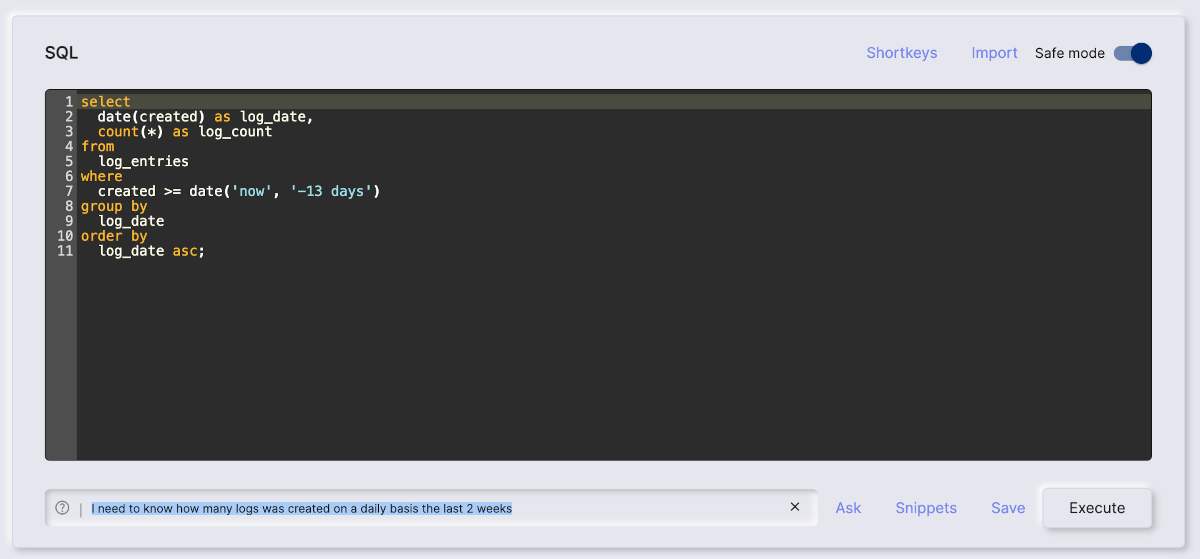 SQL
Shortkeys Import Safe mode
1 select
2 date(created) as log_date,
3 count(*) as log_count
4 from
5 log_entries
6 where
7 created >= date('now', '-13 days')
8 group by
9 log_date
10 order by
11 log_date asc;
? | I need to know how many logs was created on a daily basis the last 2 weeks × Ask Snippets Save Execute